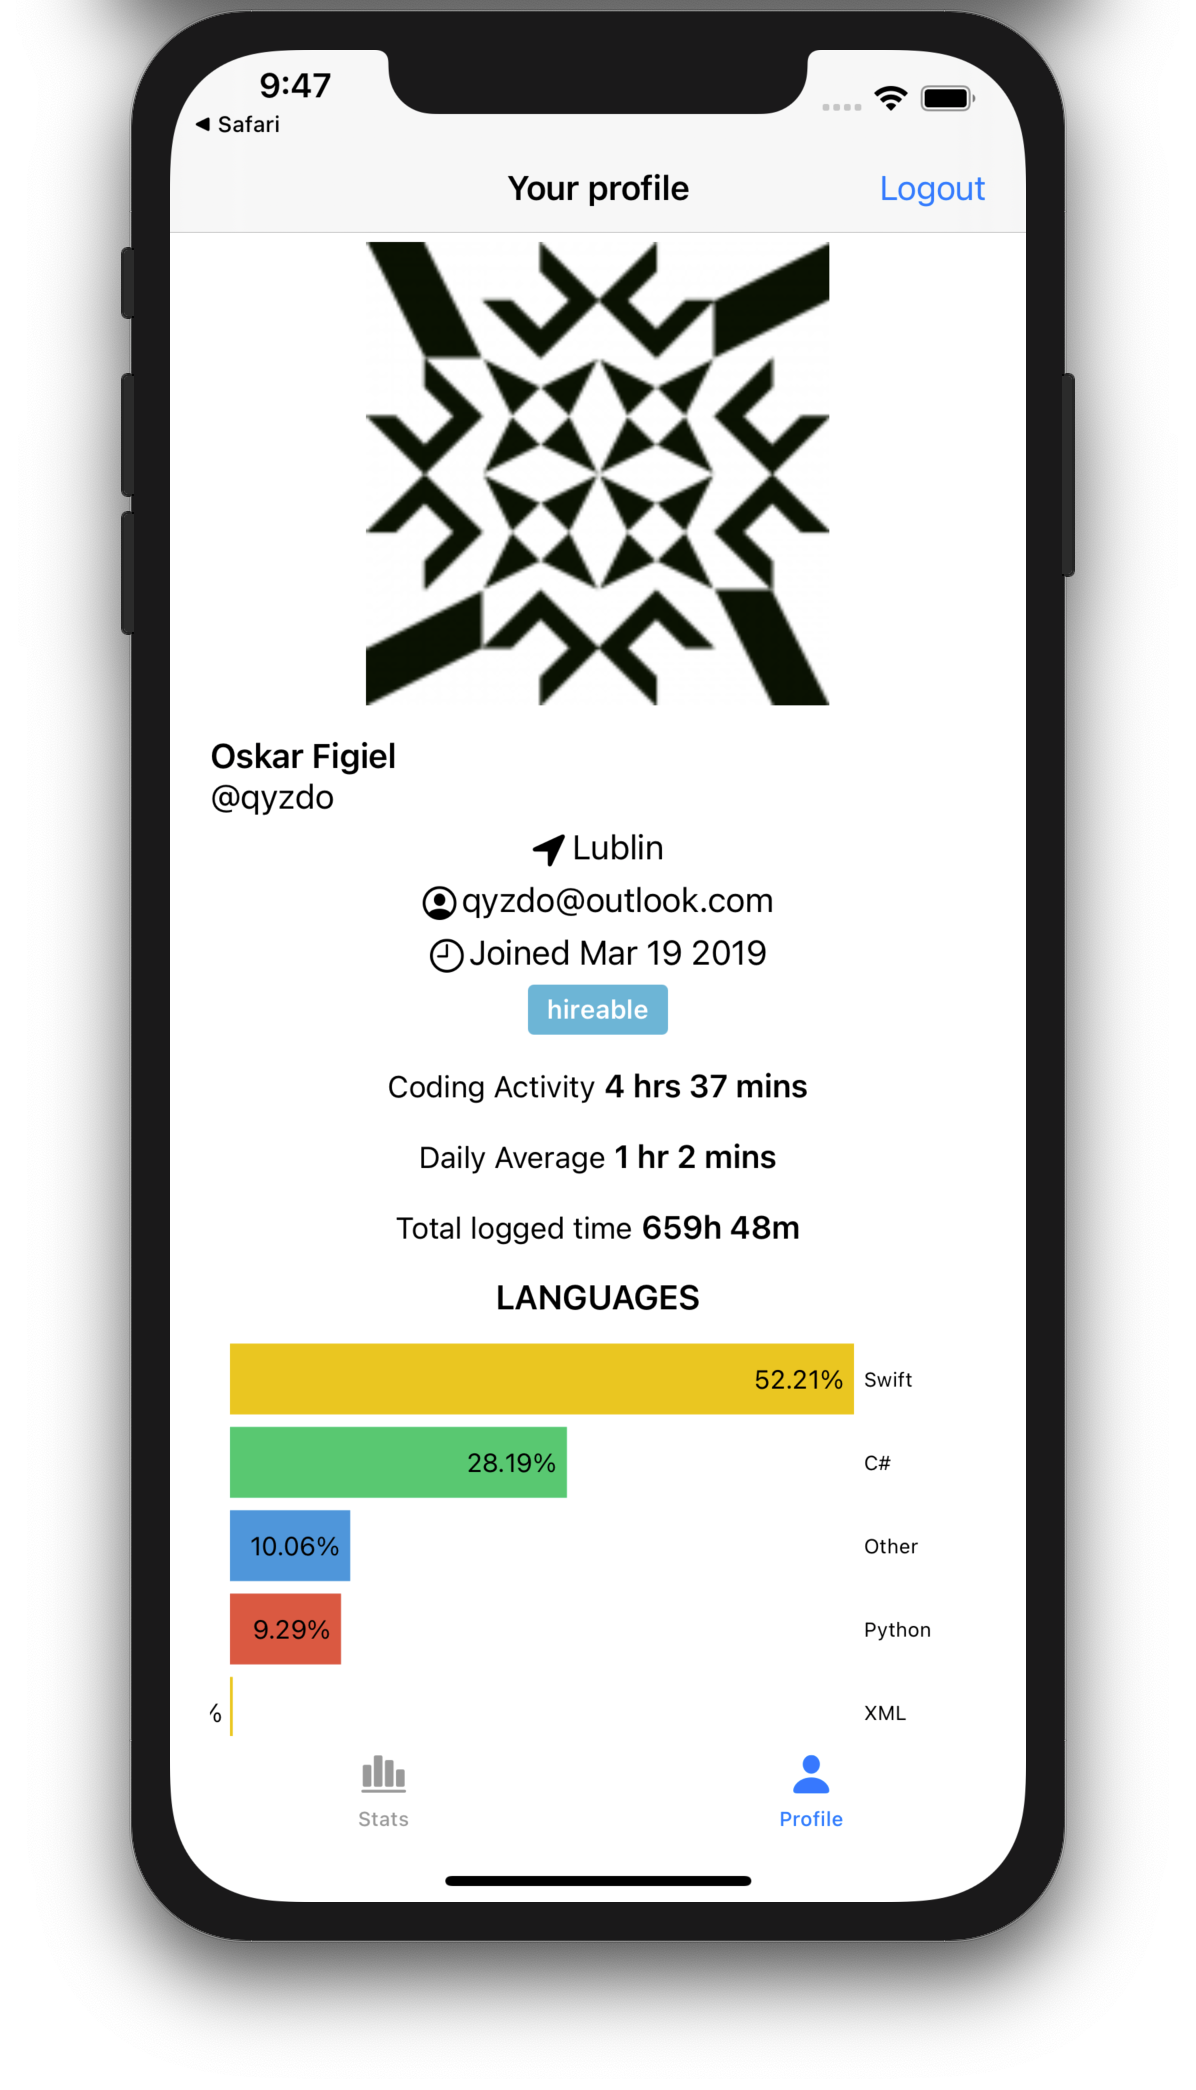 9:47
◀ Safari
Your profile
Logout
Oskar Figiel
@qyzdo
Lublin
qyzdo@outlook.com
Joined Mar 19 2019
hireable
Coding Activity 4 hrs 37 mins
Daily Average 1 hr 2 mins
Total logged time 659h 48m
LANGUAGES
52.21% Swift
28.19% C#
10.06% Other
9.29% Python
% XML
Stats
Profile